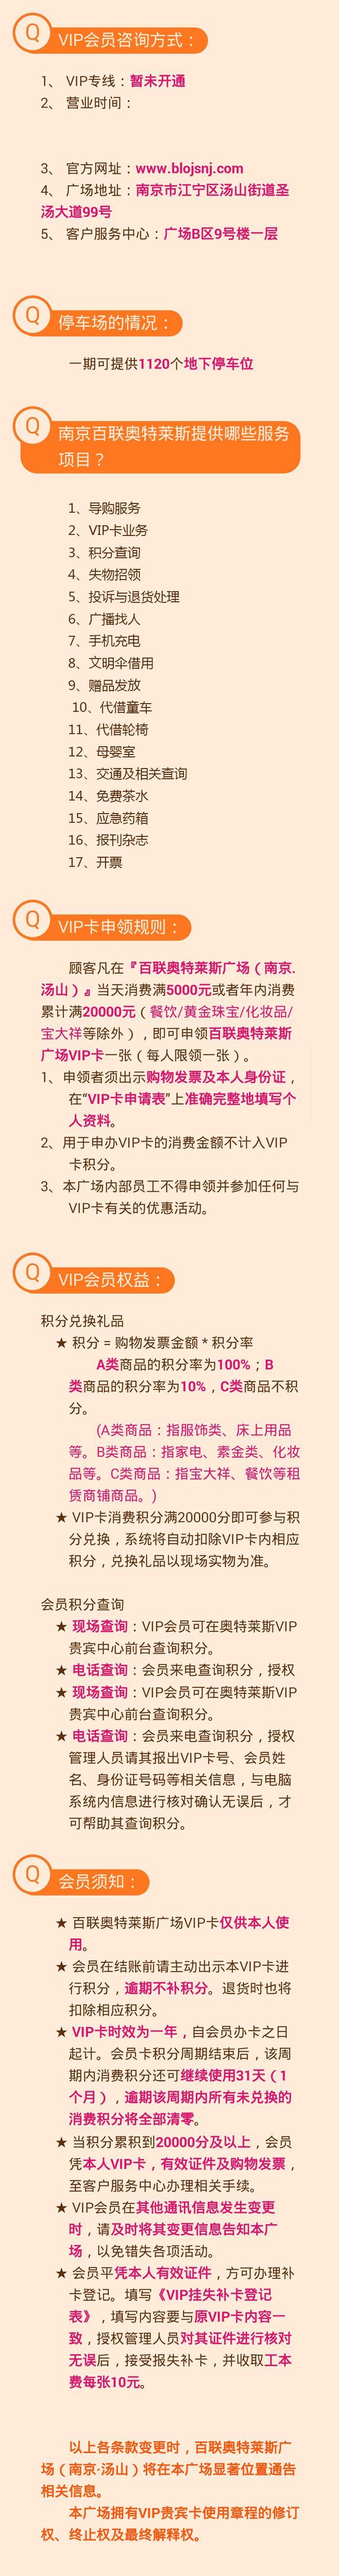 Q
VIP会员咨询方式：
1、 VIP专线：暂未开通
2、 营业时间：
3、 官方网址：www.blojsnj.com
4、 广场地址：南京市江宁区汤山街道圣
汤大道99号
5、 客户服务中心：广场B区9号楼一层
Q
停车场的情况：
一期可提供1120个地下停车位
Q
南京百联奥特莱斯提供哪些服务
项目？
1、导购服务
2、VIP卡业务
3、积分查询
4、失物招领
5、投诉与退货处理
6、广播找人
7、手机充电
8、文明伞借用
9、赠品发放
10、代借童车
11、代借轮椅
12、母婴室
13、交通及相关查询
14、免费茶水
15、应急药箱
16、报刊杂志
17、开票
Q
VIP卡申领规则：
顾客凡在『百联奥特莱斯广场（南京.
汤山）』当天消费满5000元或者年内消费
累计满20000元（餐饮/黄金珠宝/化妆品/
宝大祥等除外），即可申领百联奥特莱斯
广场VIP卡一张（每人限领一张）。
1、申领者须出示购物发票及本人身份证，
在“VIP卡申请表”上准确完整地填写个
人资料。
2、用于申办VIP卡的消费金额不计入VIP
卡积分。
3、本广场内部员工不得申领并参加任何与
VIP卡有关的优惠活动。
Q
VIP会员权益：
积分兑换礼品
★ 积分 = 购物发票金额 * 积分率
A类商品的积分率为100%；B
类商品的积分率为10%，C类商品不积
分。
(A类商品：指服饰类、床上用品
等。B类商品：指家电、素金类、化妆
品等。C类商品：指宝大祥、餐饮等租
赁商铺商品。)
★ VIP卡消费积分满20000分即可参与积
分兑换，系统将自动扣除VIP卡内相应
积分，兑换礼品以现场实物为准。
会员积分查询
★ 现场查询：VIP会员可在奥特莱斯VIP
贵宾中心前台查询积分。
★ 电话查询：会员来电查询积分，授权
★ 现场查询：VIP会员可在奥特莱斯VIP
贵宾中心前台查询积分。
★ 电话查询：会员来电查询积分，授权
管理人员请其报出VIP卡号、会员姓
名、身份证号码等相关信息，与电脑
系统内信息进行核对确认无误后，才
可帮助其查询积分。
Q
会员须知：
★ 百联奥特莱斯广场VIP卡仅供本人使
用。
★ 会员在结账前请主动出示本VIP卡进
行积分，逾期不补积分。退货时也将
扣除相应积分。
★ VIP卡时效为一年，自会员办卡之日
起计。会员卡积分周期结束后，该周
期内消费积分还可继续使用31天（1
个月），逾期该周期内所有未兑换的
消费积分将全部清零。
★ 当积分累积到20000分及以上，会员
凭本人VIP卡，有效证件及购物发票，
至客户服务中心办理相关手续。
★ VIP会员在其他通讯信息发生变更
时，请及时将其变更信息告知本广
场，以免错失各项活动。
★ 会员平凭本人有效证件，方可办理补
卡登记。填写《VIP挂失补卡登记
表》，填写内容要与原VIP卡内容一
致，授权管理人员对其证件进行核对
无误后，接受报失补卡，并收取工本
费每张10元。
以上各条款变更时，百联奥特莱斯广
场（南京·汤山）将在本广场显著位置通告
相关信息。
本广场拥有VIP贵宾卡使用章程的修订
权、终止权及最终解释权。